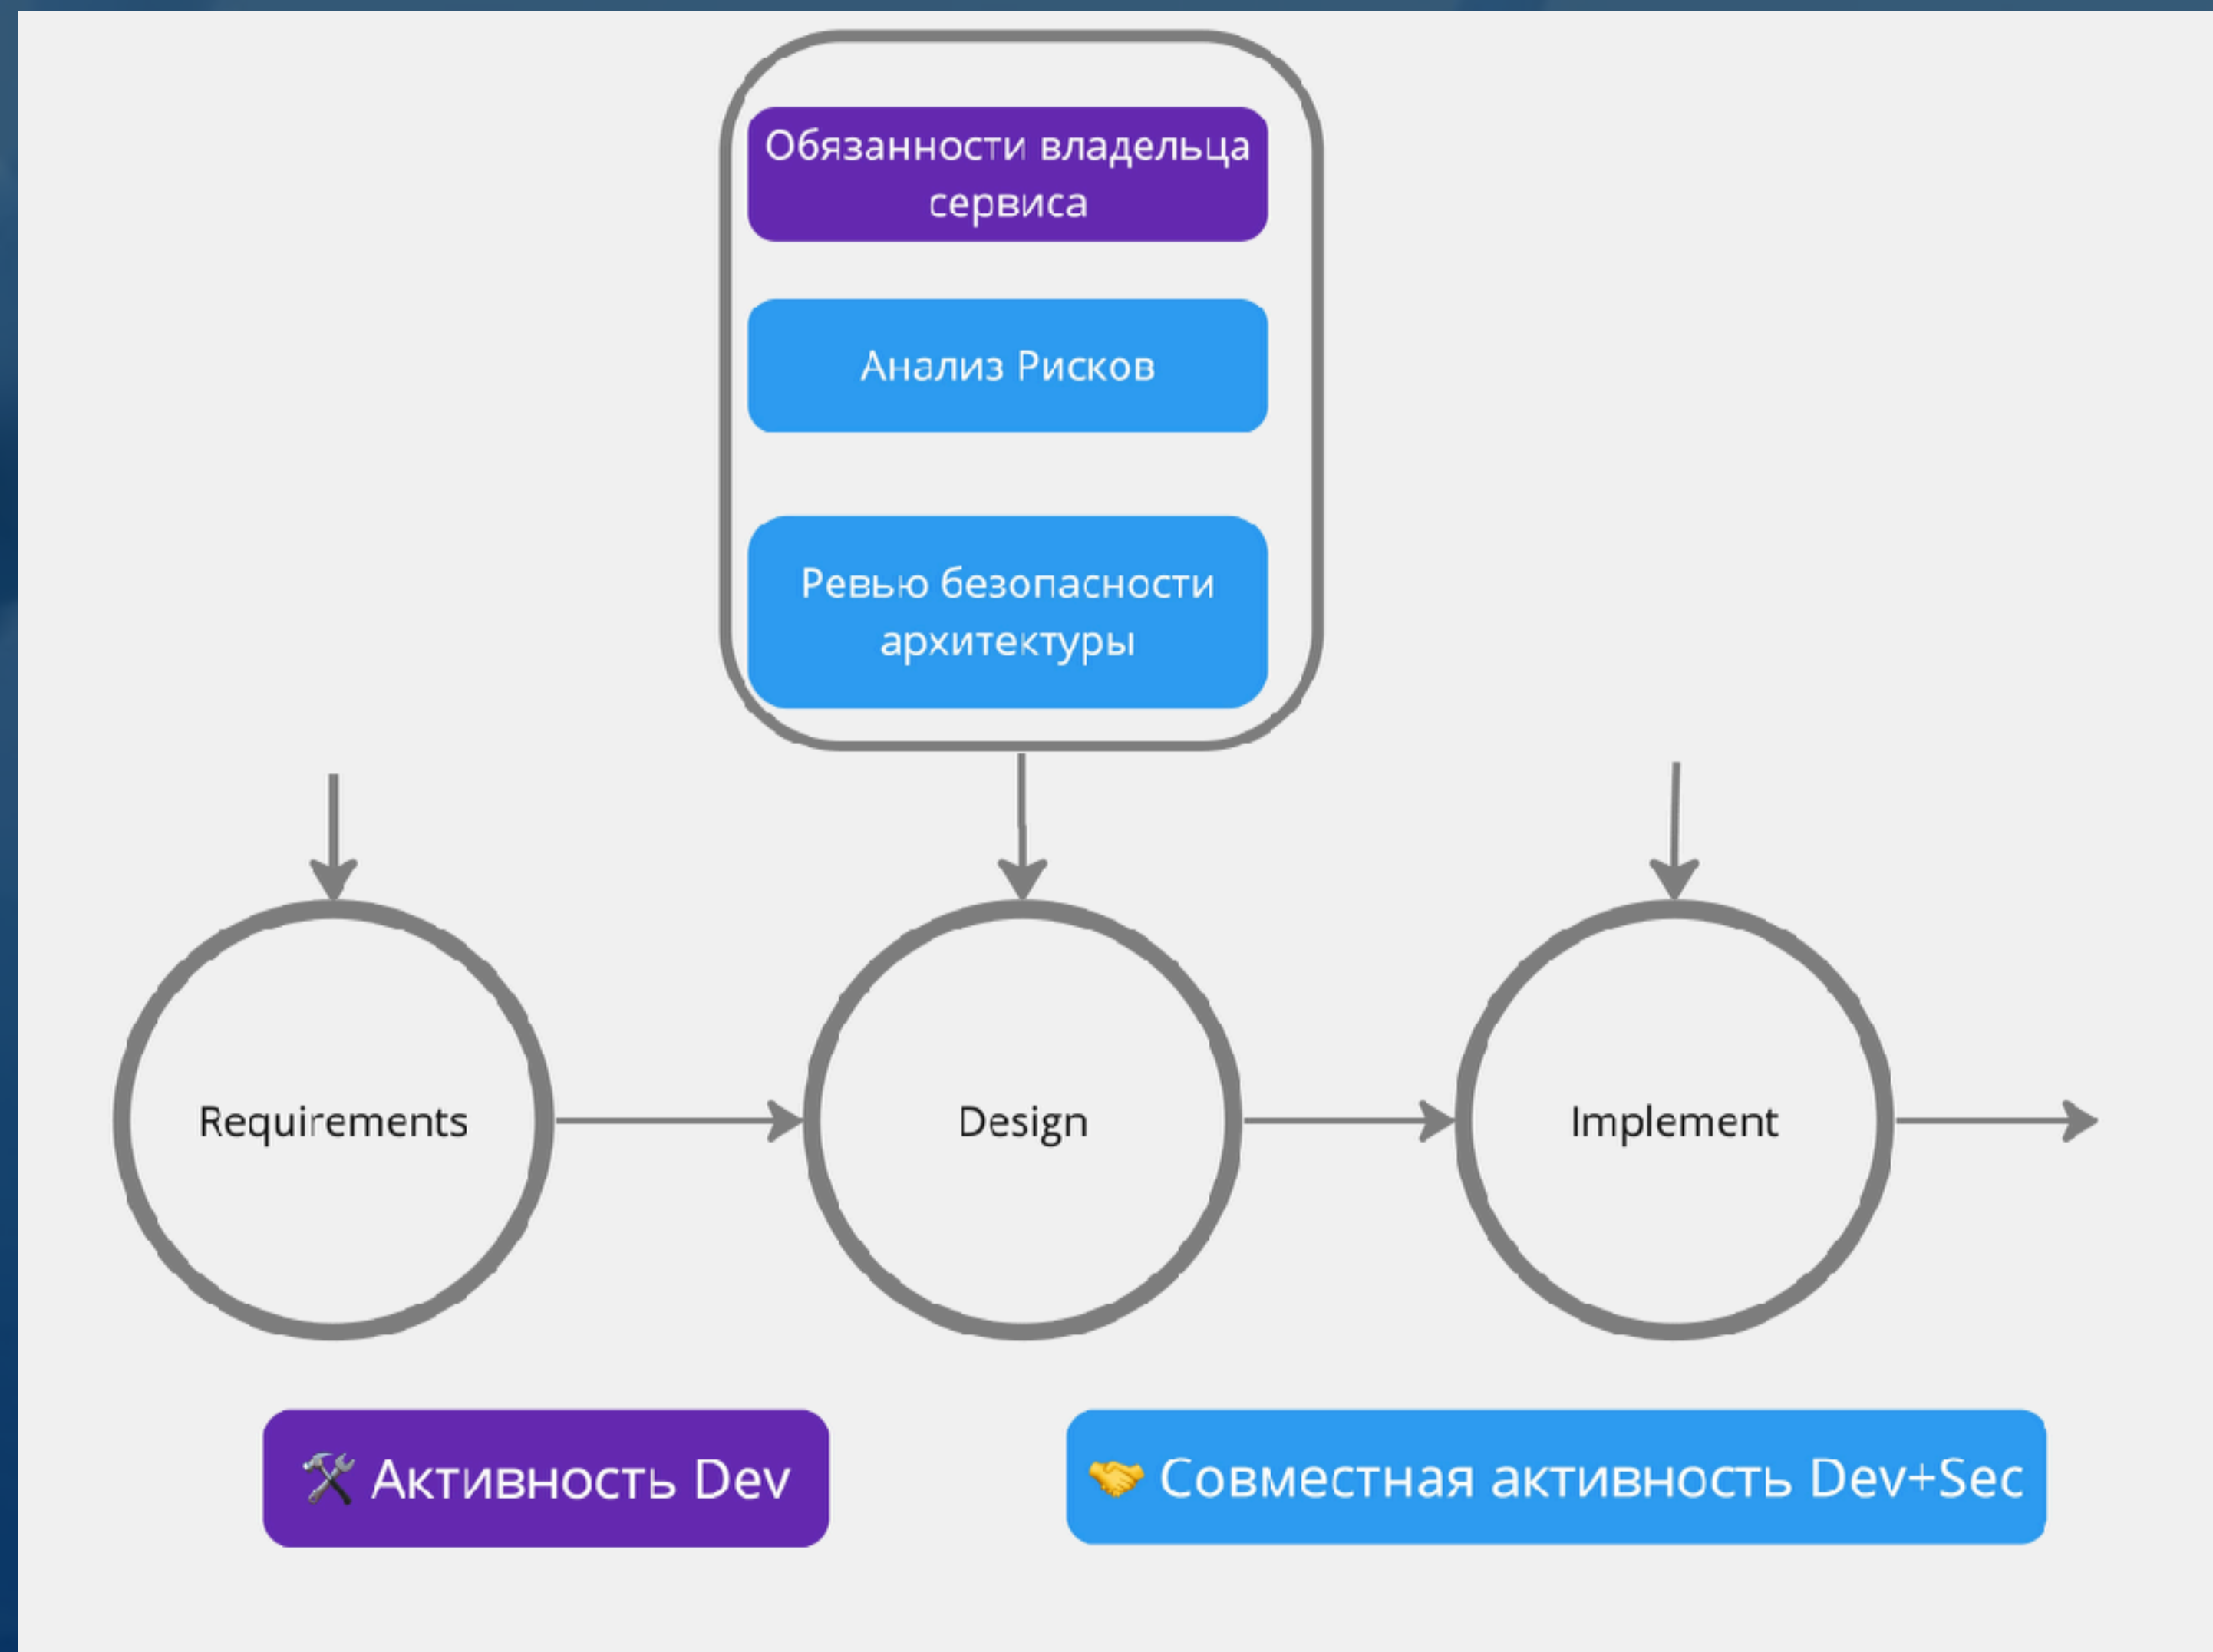 Обязанности владельца
сервиса
Анализ Рисков
Ревью безопасности
архитектуры
Requirements
Design
Implement
🛠 Активность Dev
🤝 Совместная активность Dev+Sec